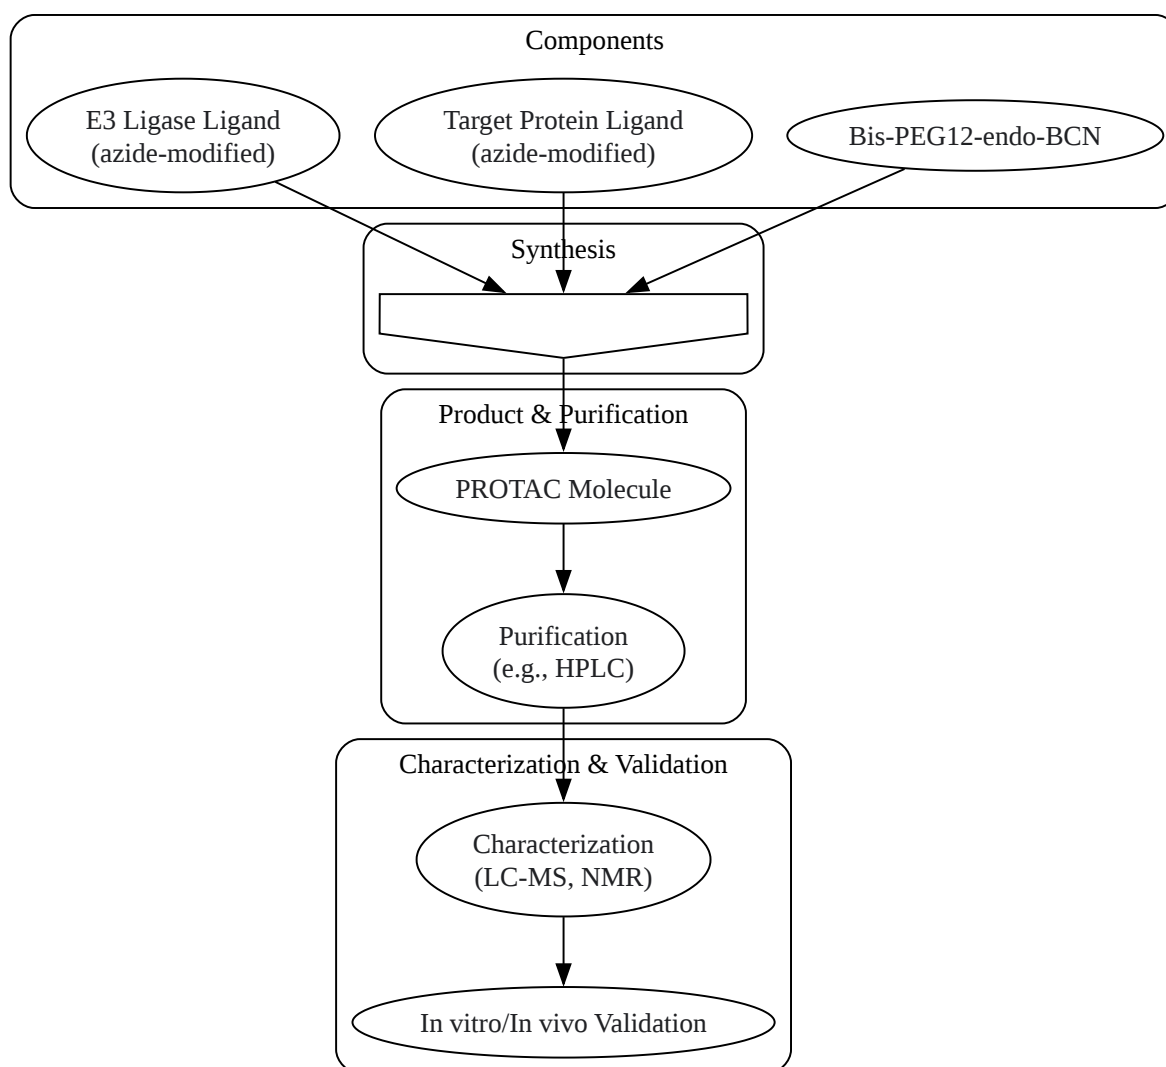 Components
E3 Ligase Ligand
(azide-modified)
Target Protein Ligand
(azide-modified)
Bis-PEG12-endo-BCN
Synthesis
Product & Purification
PROTAC Molecule
Purification
(e.g., HPLC)
Characterization & Validation
Characterization
(LC-MS, NMR)
In vitro/In vivo Validation